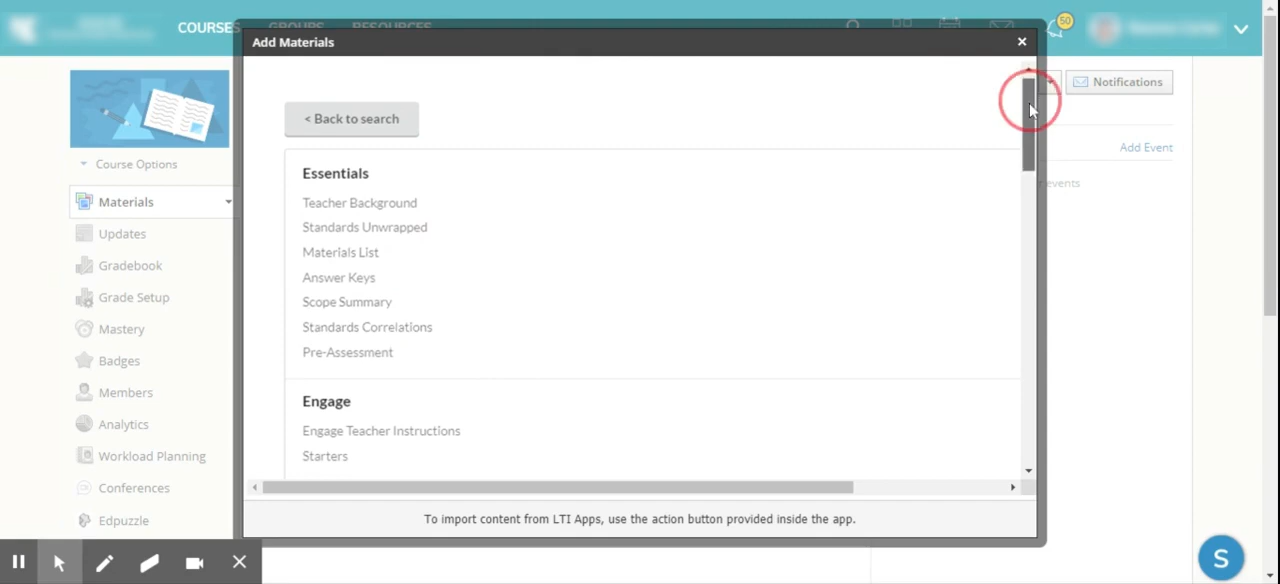 COURSES GROUPS RESOURCES
50
Add Materials
Notifications
< Back to search
Add Event
Course Options
Essentials
events
Materials
Teacher Background
Standards Unwrapped
Updates
Materials List
Gradebook
Answer Keys
Grade Setup
Scope Summary
Mastery
Standards Correlations
Badges
Pre-Assessment
Members
Engage
Analytics
Engage Teacher Instructions
Workload Planning
Starters
Conferences
Edpuzzle
To import content from LTI Apps, use the action button provided inside the app.
S